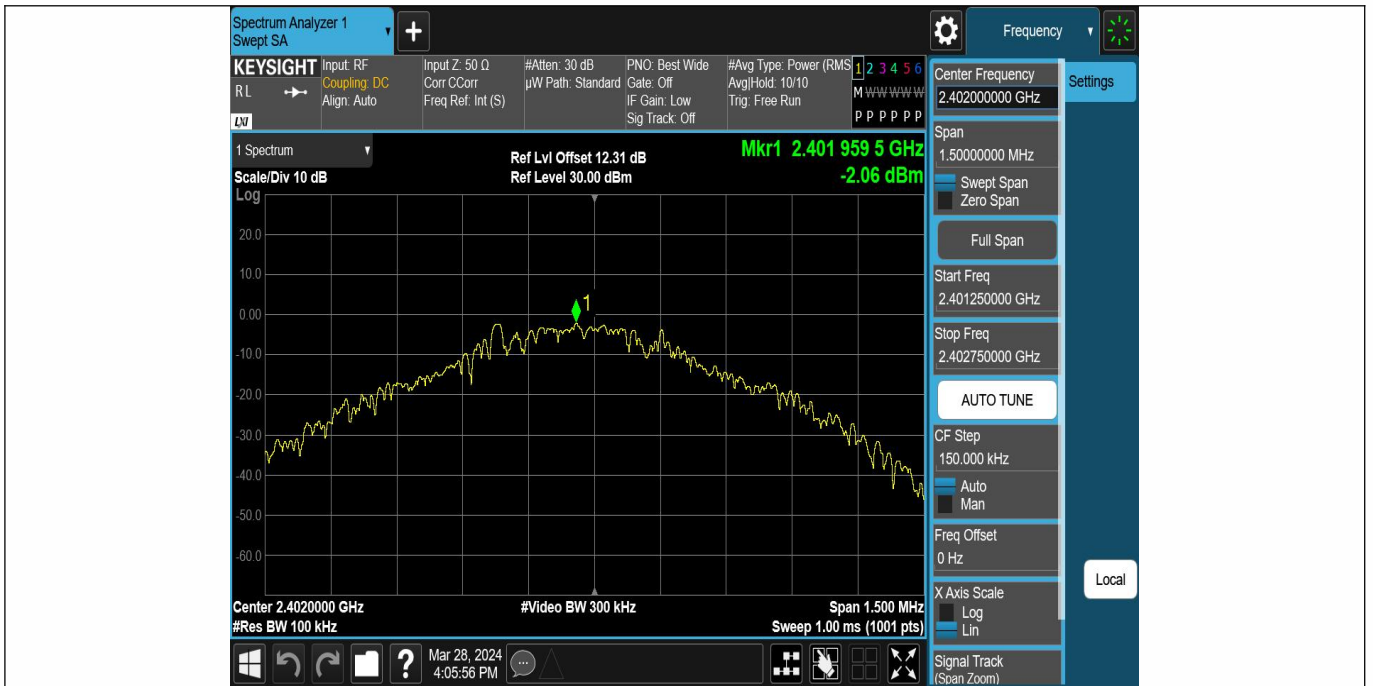 Spectrum Analyzer 1
Swept SA
+
Frequency
KEYSIGHT
RL
LXI
Input: RF
Coupling: DC
Align: Auto
Input Z: 50 Ω
Corr CCorr
Freq Ref: Int (S)
#Atten: 30 dB
µW Path: Standard
PNO: Best Wide
Gate: Off
IF Gain: Low
Sig Track: Off
#Avg Type: Power (RMS
Avg|Hold: 10/10
Trig: Free Run
1 2 3 4 5 6
M W W W W W
P P P P P P
1 Spectrum
Scale/Div 10 dB
Log
Ref Lvl Offset 12.31 dB
Ref Level 30.00 dBm
Mkr1 2.401 959 5 GHz
-2.06 dBm
20.0
10.0
0.00
-10.0
-20.0
-30.0
-40.0
-50.0
-60.0
1
Center 2.4020000 GHz
#Res BW 100 kHz
#Video BW 300 kHz
Span 1.500 MHz
Sweep 1.00 ms (1001 pts)
?
Mar 28, 2024
4:05:56 PM
Center Frequency
2.402000000 GHz
Settings
Span
1.50000000 MHz
Swept Span
Zero Span
Full Span
Start Freq
2.401250000 GHz
Stop Freq
2.402750000 GHz
AUTO TUNE
CF Step
150.000 kHz
Auto
Man
Freq Offset
0 Hz
Local
X Axis Scale
Log
Lin
Signal Track
(Span Zoom)